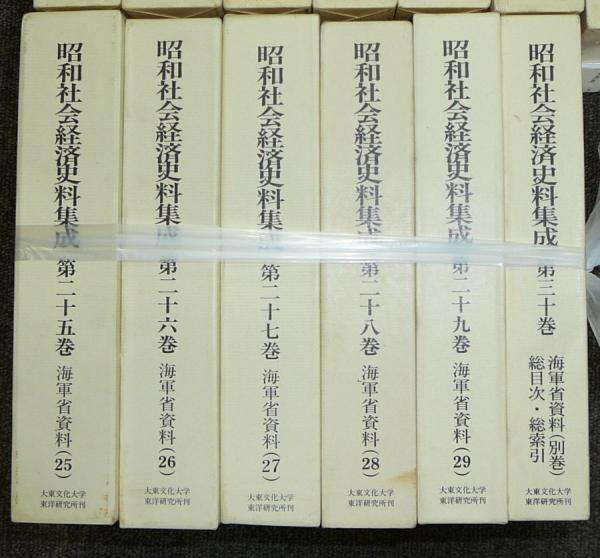 昭和社会経済史料集成 第二十五巻 海軍省資料(25)
大東文化大学
東洋研究所刊
昭和社会経済史料集成 第二十六巻 海軍省資料(26)
大東文化大学
東洋研究所刊
昭和社会経済史料集成 第二十七巻 海軍省資料(27)
大東文化大学
東洋研究所刊
昭和社会経済史料集成 第二十八巻 海軍省資料(28)
大東文化大学
東洋研究所刊
昭和社会経済史料集成 第二十九巻 海軍省資料(29)
大東文化大学
東洋研究所刊
昭和社会経済史料集成 第三十巻 海軍省資料(別巻)
総目次・総索引
大東文化大学
東洋研究所刊